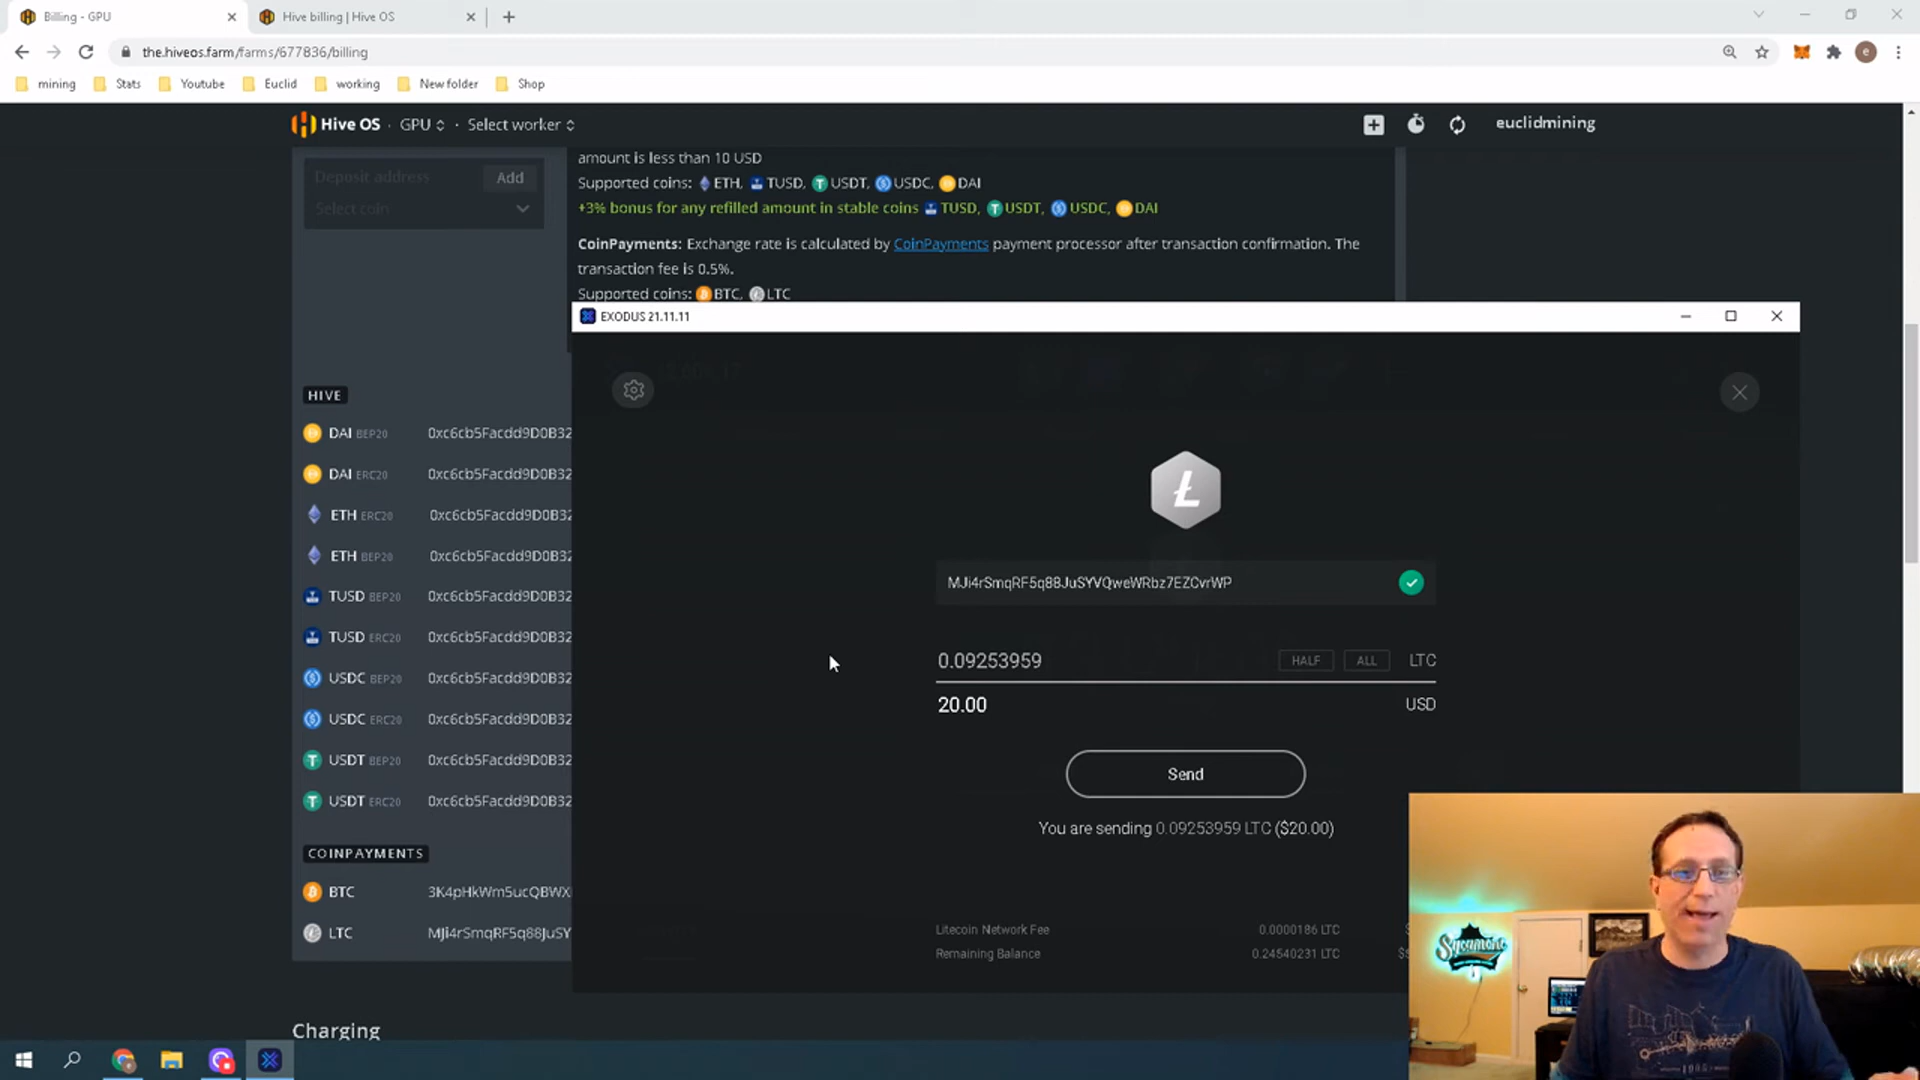 Billing - GPU
Hive billing | Hive OS
the.hiveos.farm/farms/677836/billing
e
mining
Stats
Youtube
Euclid
working
New folder
Shop
Hive OS · GPU · Select worker
euclidmining
Deposit address
Add
Select coin
amount is less than 10 USD
Supported coins: ETH, TUSD, USDT, USDC, DAI
+3% bonus for any refilled amount in stable coins TUSD, USDT, USDC, DAI
CoinPayments: Exchange rate is calculated by CoinPayments payment processor after transaction confirmation. The
transaction fee is 0.5%.
Supported coins: BTC, LTC
HIVE
DAI BEP20 0xc6cb5Facdd9D0B32
DAI ERC20 0xc6cb5Facdd9D0B32
ETH ERC20 0xc6cb5Facdd9D0B32
ETH BEP20 0xc6cb5Facdd9D0B32
TUSD BEP20 0xc6cb5Facdd9D0B32
TUSD ERC20 0xc6cb5Facdd9D0B32
USDC BEP20 0xc6cb5Facdd9D0B32
USDC ERC20 0xc6cb5Facdd9D0B32
USDT BEP20 0xc6cb5Facdd9D0B32
USDT ERC20 0xc6cb5Facdd9D0B32
COINPAYMENTS
BTC 3K4pHkWm5ucQBWX
LTC MJi4rSmqRF5q88JuSY
Charging
EXODUS 21.11.11
MJi4rSmqRF5q88JuSYVQweWRbz7EZCvrWP
0.09253959 HALF ALL LTC
20.00 USD
Send
You are sending 0.09253959 LTC ($20.00)
Litecoin Network Fee 0.0000186 LTC
Remaining Balance 0.24540231 LTC
Sycamore